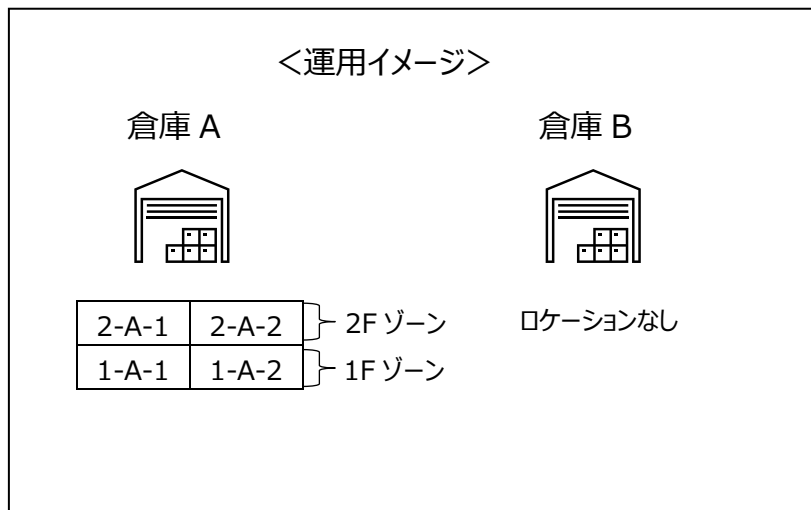 ＜運用イメージ＞
倉庫 A
倉庫 B
2-A-1 2-A-2 2F ゾーン
ロケーションなし
1-A-1 1-A-2 1F ゾーン